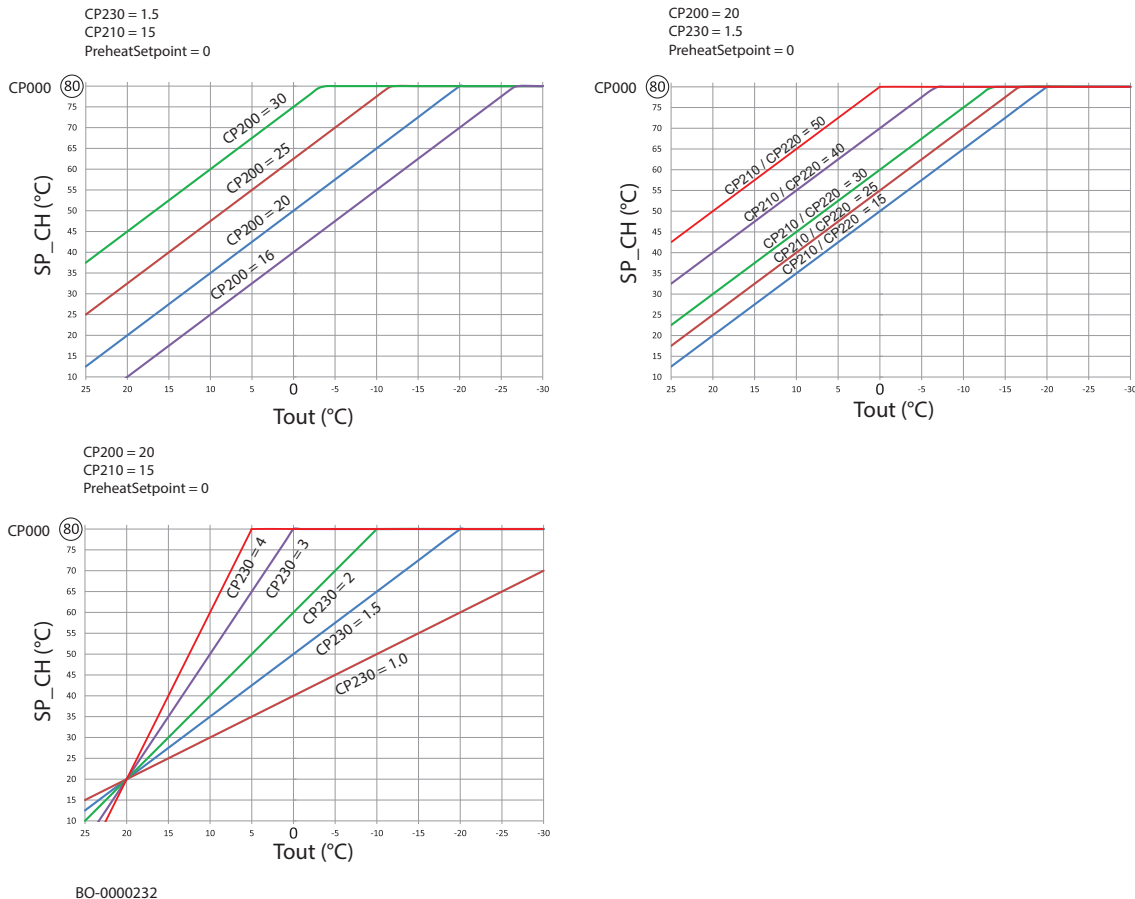 CP230 = 1.5
CP210 = 15
PreheatSetpoint = 0
CP000 80
75
70
65
60
55
50
45
40
35
30
25
20
15
10
SP_CH (°C)
CP200 = 30
CP200 = 25
CP200 = 20
CP200 = 16
25 20 15 10 5 0 -5 -10 -15 -20 -25 -30
Tout (°C)
CP200 = 20
CP230 = 1.5
PreheatSetpoint = 0
CP000 80
75
70
65
60
55
50
45
40
35
30
25
20
15
10
SP_CH (°C)
CP210 / CP220 = 50
CP210 / CP220 = 40
CP210 / CP220 = 30
CP210 / CP220 = 25
CP210 / CP220 = 15
25 20 15 10 5 0 -5 -10 -15 -20 -25 -30
Tout (°C)
CP200 = 20
CP210 = 15
PreheatSetpoint = 0
CP000 80
75
70
65
60
55
50
45
40
35
30
25
20
15
10
SP_CH (°C)
CP230 = 4
CP230 = 3
CP230 = 2
CP230 = 1.5
CP230 = 1.0
25 20 15 10 5 0 -5 -10 -15 -20 -25 -30
Tout (°C)
BO-0000232